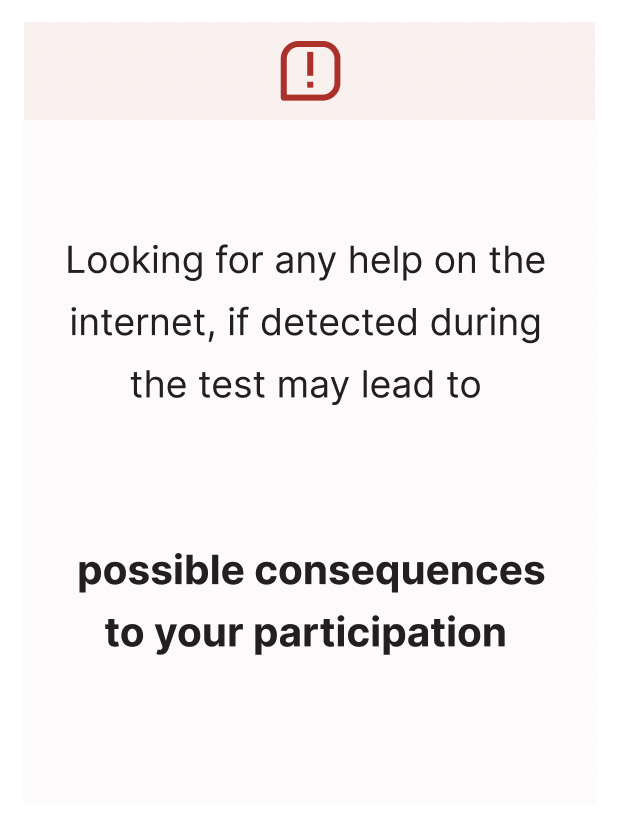 Looking for any help on the
internet, if detected during
the test may lead to
possible consequences
to your participation